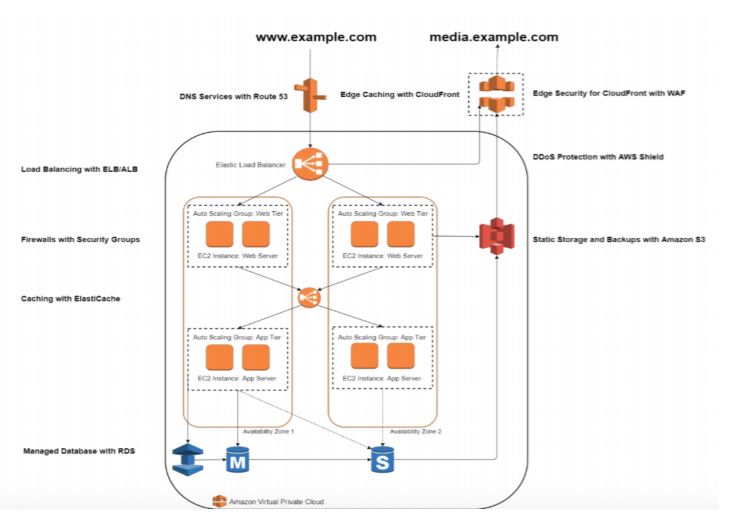 www.example.com
media.example.com
DNS Services with Route 53
Edge Caching with CloudFront
Edge Security for CloudFront with WAF
DDoS Protection with AWS Shield
Load Balancing with ELB/ALB
Elastic Load Balancer
Auto Scaling Group: Web Tier
Auto Scaling Group: Web Tier
Firewalls with Security Groups
Static Storage and Backups with Amazon S3
EC2 Instance: Web Server
EC2 Instance: Web Server
Caching with ElastiCache
Auto Scaling Group: App Tier
Auto Scaling Group: App Tier
EC2 Instance: App Server
EC2 Instance: App Server
Availability Zone 1
Availability Zone 2
Managed Database with RDS
M
S
Amazon Virtual Private Cloud